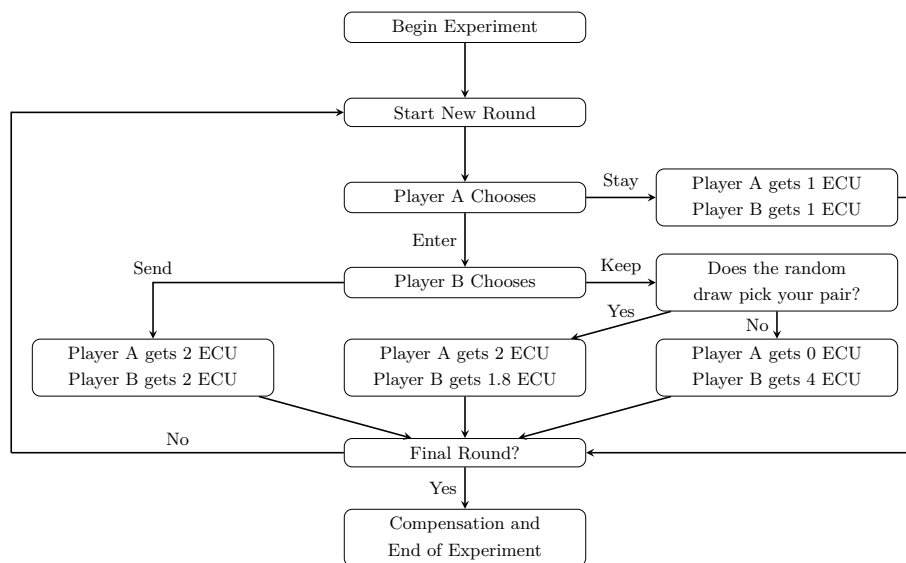 Begin Experiment
Start New Round
Player A Chooses
Stay
Player A gets 1 ECU
Player B gets 1 ECU
Enter
Send
Player B Chooses
Keep
Does the random
draw pick your pair?
Yes
No
Player A gets 2 ECU
Player B gets 2 ECU
Player A gets 2 ECU
Player B gets 1.8 ECU
Player A gets 0 ECU
Player B gets 4 ECU
No
Final Round?
Yes
Compensation and
End of Experiment